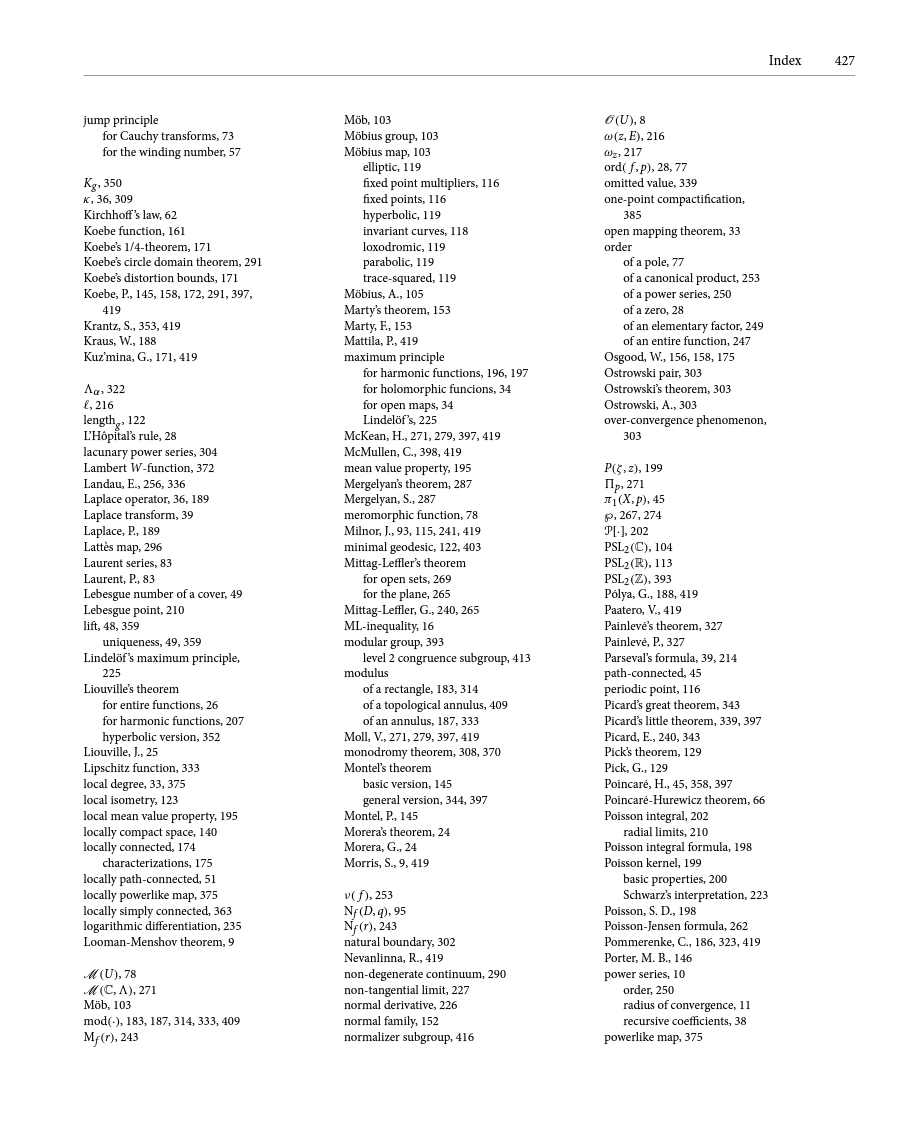 Index 427
jump principle
for Cauchy transforms, 73
for the winding number, 57
K_g, 350
κ, 36, 309
Kirchhoff's law, 62
Koebe function, 161
Koebe's 1/4-theorem, 171
Koebe's circle domain theorem, 291
Koebe's distortion bounds, 171
Koebe, P., 145, 158, 172, 291, 397,
419
Krantz, S., 353, 419
Kraus, W., 188
Kuz'mina, G., 171, 419
Λ_α, 322
ℓ, 216
length_g, 122
L'Hôpital's rule, 28
lacunary power series, 304
Lambert W-function, 372
Landau, E., 256, 336
Laplace operator, 36, 189
Laplace transform, 39
Laplace, P., 189
Lattès map, 296
Laurent series, 83
Laurent, P., 83
Lebesgue number of a cover, 49
Lebesgue point, 210
lift, 48, 359
uniqueness, 49, 359
Lindelöf's maximum principle,
225
Liouville's theorem
for entire functions, 26
for harmonic functions, 207
hyperbolic version, 352
Liouville, J., 25
Lipschitz function, 333
local degree, 33, 375
local isometry, 123
local mean value property, 195
locally compact space, 140
locally connected, 174
characterizations, 175
locally path-connected, 51
locally powerlike map, 375
locally simply connected, 363
logarithmic differentiation, 235
Looman-Menshov theorem, 9
ℳ(U), 78
ℳ(ℂ, Λ), 271
Möb, 103
mod(·), 183, 187, 314, 333, 409
M_f(r), 243
Möb, 103
Möbius group, 103
Möbius map, 103
elliptic, 119
fixed point multipliers, 116
fixed points, 116
hyperbolic, 119
invariant curves, 118
loxodromic, 119
parabolic, 119
trace-squared, 119
Möbius, A., 105
Marty's theorem, 153
Marty, F., 153
Mattila, P., 419
maximum principle
for harmonic functions, 196, 197
for holomorphic funcions, 34
for open maps, 34
Lindelöf's, 225
McKean, H., 271, 279, 397, 419
McMullen, C., 398, 419
mean value property, 195
Mergelyan's theorem, 287
Mergelyan, S., 287
meromorphic function, 78
Milnor, J., 93, 115, 241, 419
minimal geodesic, 122, 403
Mittag-Leffler's theorem
for open sets, 269
for the plane, 265
Mittag-Leffler, G., 240, 265
ML-inequality, 16
modular group, 393
level 2 congruence subgroup, 413
modulus
of a rectangle, 183, 314
of a topological annulus, 409
of an annulus, 187, 333
Moll, V., 271, 279, 397, 419
monodromy theorem, 308, 370
Montel's theorem
basic version, 145
general version, 344, 397
Montel, P., 145
Morera's theorem, 24
Morera, G., 24
Morris, S., 9, 419
ν(f), 253
N_f(D, q), 95
N_f(r), 243
natural boundary, 302
Nevanlinna, R., 419
non-degenerate continuum, 290
non-tangential limit, 227
normal derivative, 226
normal family, 152
normalizer subgroup, 416
𝒪(U), 8
ω(z, E), 216
ω_z, 217
ord(f, p), 28, 77
omitted value, 339
one-point compactification,
385
open mapping theorem, 33
order
of a pole, 77
of a canonical product, 253
of a power series, 250
of a zero, 28
of an elementary factor, 249
of an entire function, 247
Osgood, W., 156, 158, 175
Ostrowski pair, 303
Ostrowski's theorem, 303
Ostrowski, A., 303
over-convergence phenomenon,
303
P(ζ, z), 199
Π_p, 271
π_1(X, p), 45
℘, 267, 274
𝒫[·], 202
PSL_2(ℂ), 104
PSL_2(ℝ), 113
PSL_2(ℤ), 393
Pólya, G., 188, 419
Paatero, V., 419
Painlevé's theorem, 327
Painlevé, P., 327
Parseval's formula, 39, 214
path-connected, 45
periodic point, 116
Picard's great theorem, 343
Picard's little theorem, 339, 397
Picard, E., 240, 343
Pick's theorem, 129
Pick, G., 129
Poincaré, H., 45, 358, 397
Poincaré-Hurewicz theorem, 66
Poisson integral, 202
radial limits, 210
Poisson integral formula, 198
Poisson kernel, 199
basic properties, 200
Schwarz's interpretation, 223
Poisson, S. D., 198
Poisson-Jensen formula, 262
Pommerenke, C., 186, 323, 419
Porter, M. B., 146
power series, 10
order, 250
radius of convergence, 11
recursive coefficients, 38
powerlike map, 375